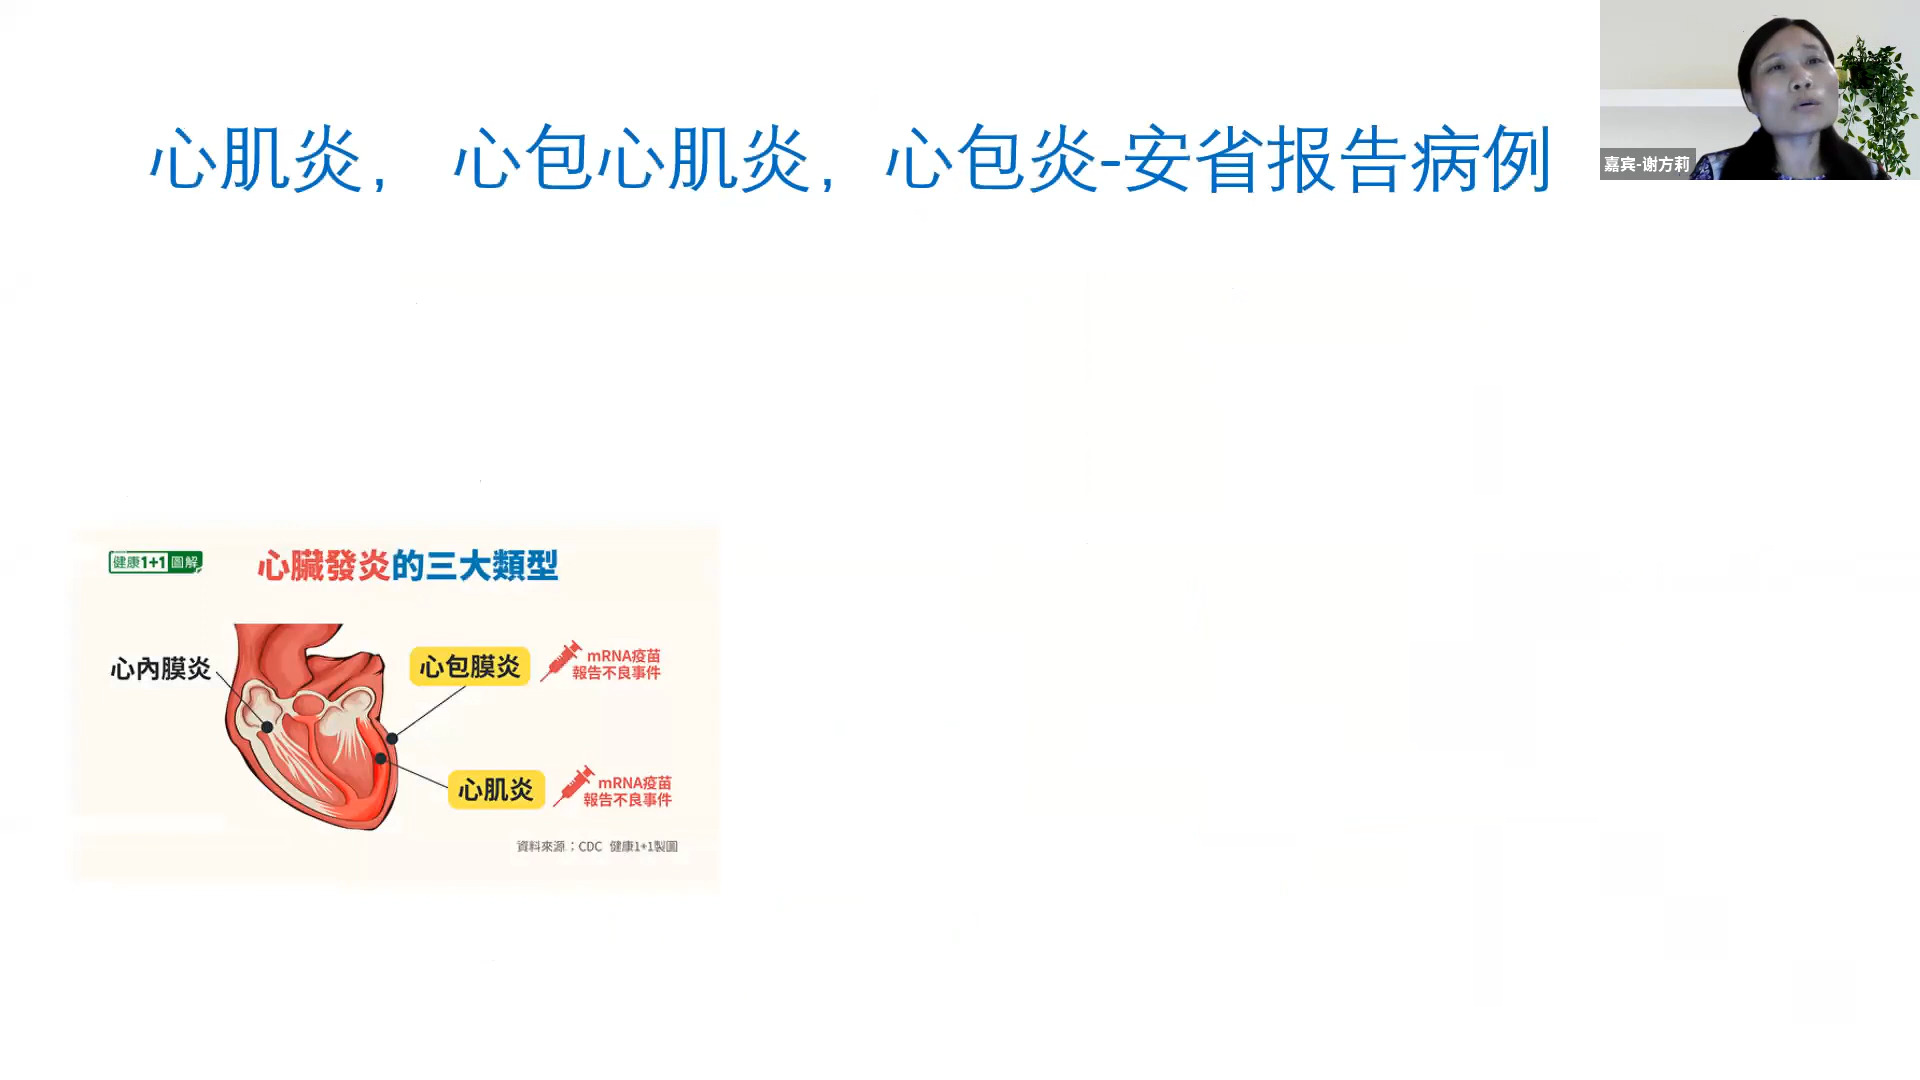 心肌炎， 心包心肌炎，心包炎-安省报告病例
嘉宾-谢方莉
健康1+1圖解
心臟發炎的三大類型
心內膜炎
心包膜炎
mRNA疫苗
報告不良事件
心肌炎
mRNA疫苗
報告不良事件
資料來源：CDC 健康1+1製圖